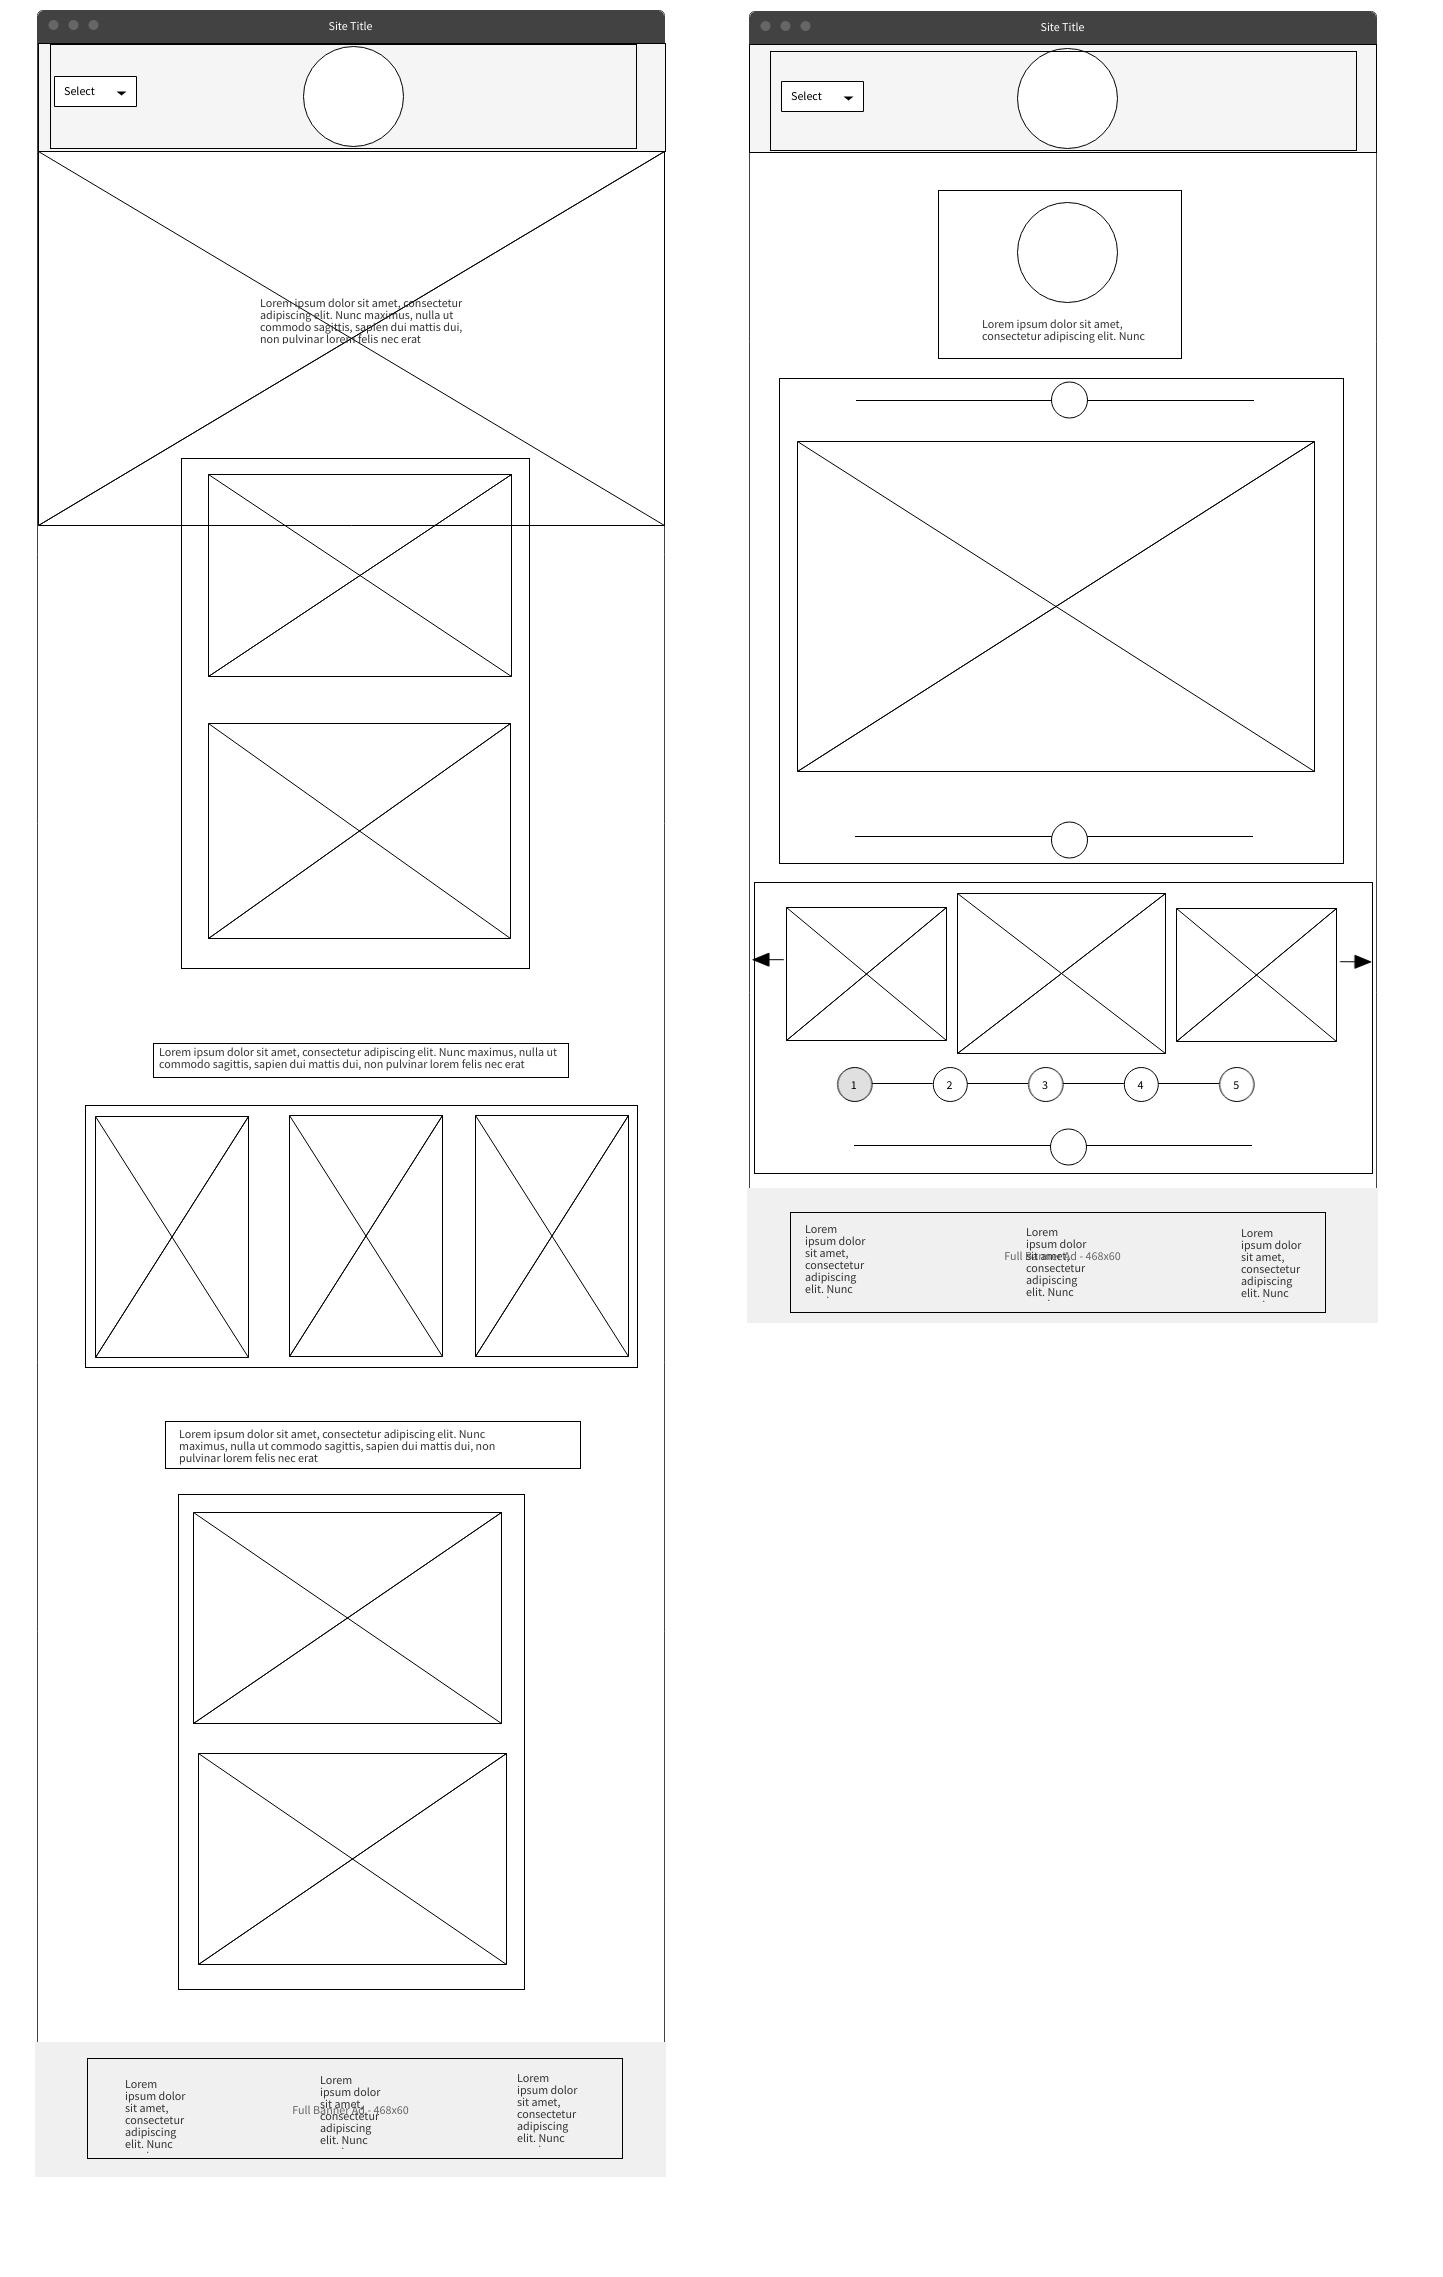 Site Title
Select
Lorem ipsum dolor sit amet, consectetur
adipiscing elit. Nunc maximus, nulla ut
commodo sagittis, sapien dui mattis dui,
non pulvinar lorem felis nec erat
Lorem ipsum dolor sit amet, consectetur adipiscing elit. Nunc maximus, nulla ut
commodo sagittis, sapien dui mattis dui, non pulvinar lorem felis nec erat
Lorem ipsum dolor sit amet, consectetur adipiscing elit. Nunc
maximus, nulla ut commodo sagittis, sapien dui mattis dui, non
pulvinar lorem felis nec erat
Lorem
ipsum dolor
sit amet,
consectetur
adipiscing
elit. Nunc
Lorem
ipsum dolor
sit amet,
consectetur
adipiscing
elit. Nunc
Full Banner Ad - 468x60
Lorem
ipsum dolor
sit amet,
consectetur
adipiscing
elit. Nunc
Site Title
Select
Lorem ipsum dolor sit amet,
consectetur adipiscing elit. Nunc
1
2
3
4
5
Lorem
ipsum dolor
sit amet,
consectetur
adipiscing
elit. Nunc
Lorem
ipsum dolor
sit amet,
consectetur
adipiscing
elit. Nunc
Full Banner Ad - 468x60
Lorem
ipsum dolor
sit amet,
consectetur
adipiscing
elit. Nunc